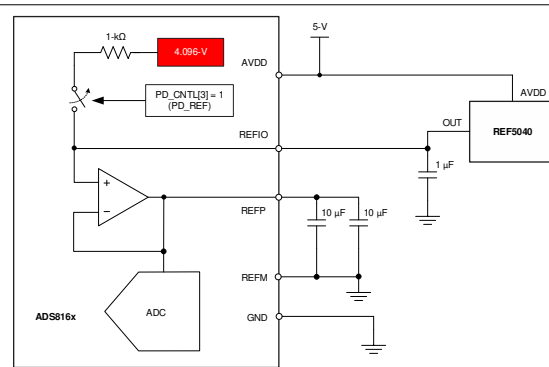 1-kΩ
4.096-V
5-V
AVDD
PD_CNTL[3] = 1
(PD_REF)
AVDD
OUT
REF5040
REFIO
1 µF
REFP
10 µF
10 µF
REFM
ADS816x
ADC
GND